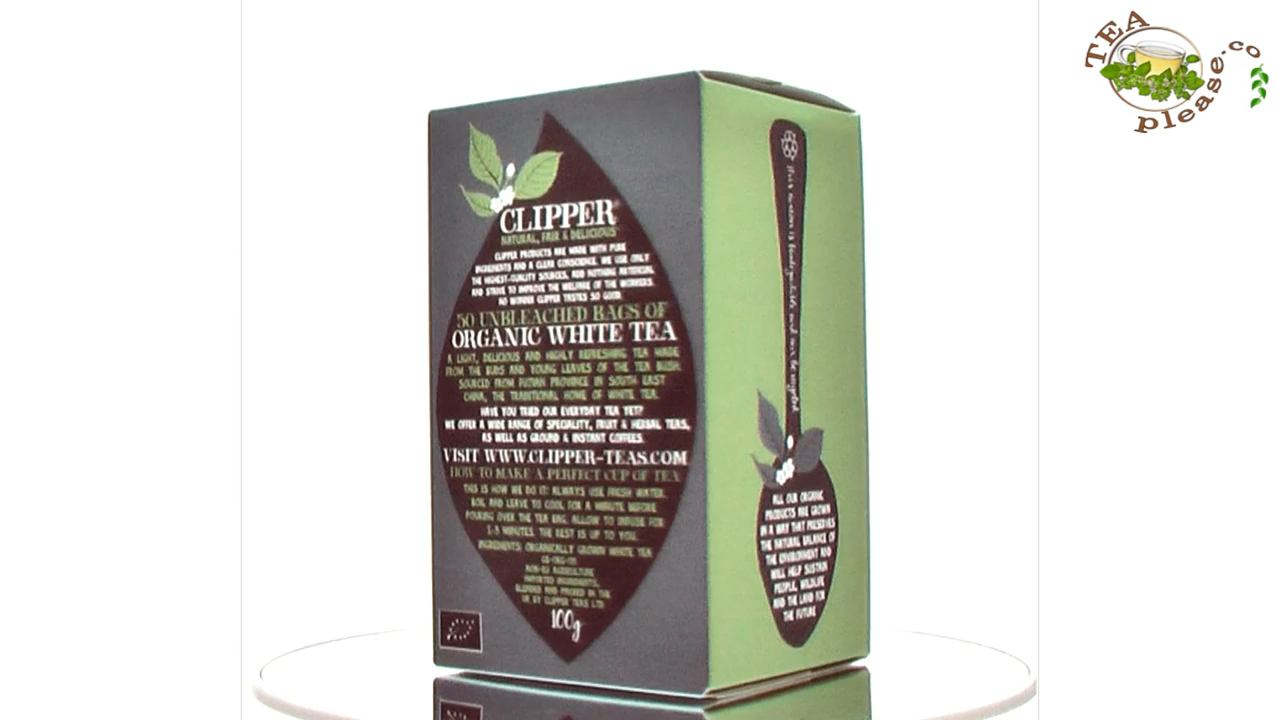 TEA
please.co
CLIPPER
NATURAL, FAIR & DELICIOUS
CLIPPER PRODUCTS ARE MADE WITH PURE
INGREDIENTS AND A CLEAR CONSCIENCE. WE USE ONLY
THE HIGHEST-QUALITY SOURCES, ADD NOTHING ARTIFICIAL
AND STRIVE TO IMPROVE THE WELFARE OF THE WORKERS.
NO WONDER CLIPPER TASTES SO GOOD.
50 UNBLEACHED BAGS OF
ORGANIC WHITE TEA
A LIGHT, DELICIOUS AND HIGHLY REFRESHING TEA MADE
FROM THE BUDS AND YOUNG LEAVES OF THE TEA BUSH.
SOURCED FROM FUJIAN PROVINCE IN SOUTH EAST
CHINA, THE TRADITIONAL HOME OF WHITE TEA.
HAVE YOU TRIED OUR EVERYDAY TEA YET?
WE OFFER A WIDE RANGE OF SPECIALITY, FRUIT & HERBAL TEAS,
AS WELL AS GROUND & INSTANT COFFEES.
VISIT WWW.CLIPPER-TEAS.COM
HOW TO MAKE A PERFECT CUP OF TEA
THIS IS HOW WE DO IT: ALWAYS USE FRESH WATER.
BOIL AND LEAVE TO COOL FOR A MINUTE BEFORE
POURING OVER THE TEA BAG. ALLOW TO INFUSE FOR
MINUTES. THE REST IS UP TO YOU.
INGREDIENTS: ORGANICALLY GROWN WHITE TEA
NON-EU AGRICULTURE
IMPORTED INGREDIENTS,
BLENDED AND PACKED IN THE
UK BY CLIPPER TEAS LTD
100g
This carton is biodegradable and can be recycled
ALL OUR ORGANIC
PRODUCTS ARE GROWN
IN A WAY THAT PRESERVES
THE NATURAL BALANCE OF
THE ENVIRONMENT AND
WILL HELP SUSTAIN
PEOPLE, WILDLIFE
AND THE LAND FOR
THE FUTURE